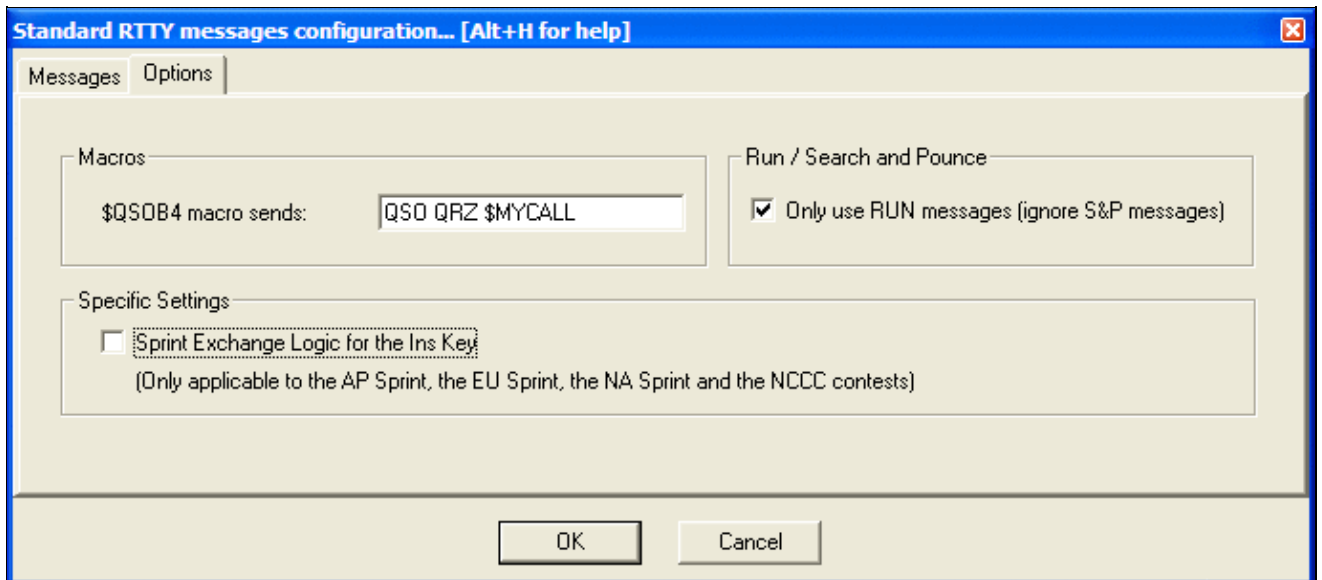 Standard RTTY messages configuration... [Alt+H for help]
Messages Options
Macros
$QSOB4 macro sends: QSO QRZ $MYCALL
Run / Search and Pounce
Only use RUN messages (ignore S&P messages)
Specific Settings
Sprint Exchange Logic for the Ins Key
(Only applicable to the AP Sprint, the EU Sprint, the NA Sprint and the NCCC contests)
OK Cancel